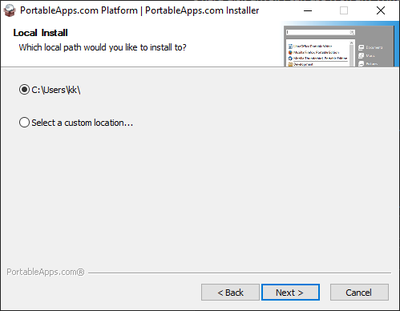 PortableApps.com Platform | PortableApps.com Installer
Local Install
Which local path would you like to install to?
C:\Users\kk\
Select a custom location...
PortableApps.com®
< Back
Next >
Cancel